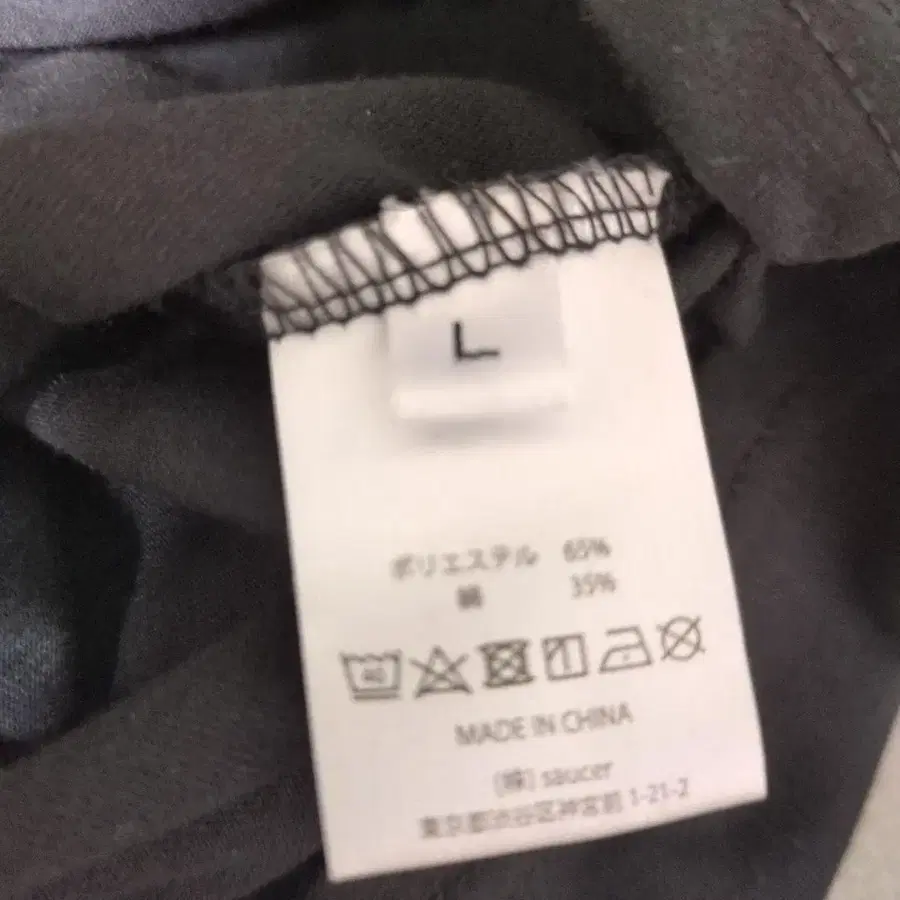 L
ポリエステル 65%
綿 35%
40
MADE IN CHINA
(株) saucer
東京都渋谷区神宮前 1-21-2